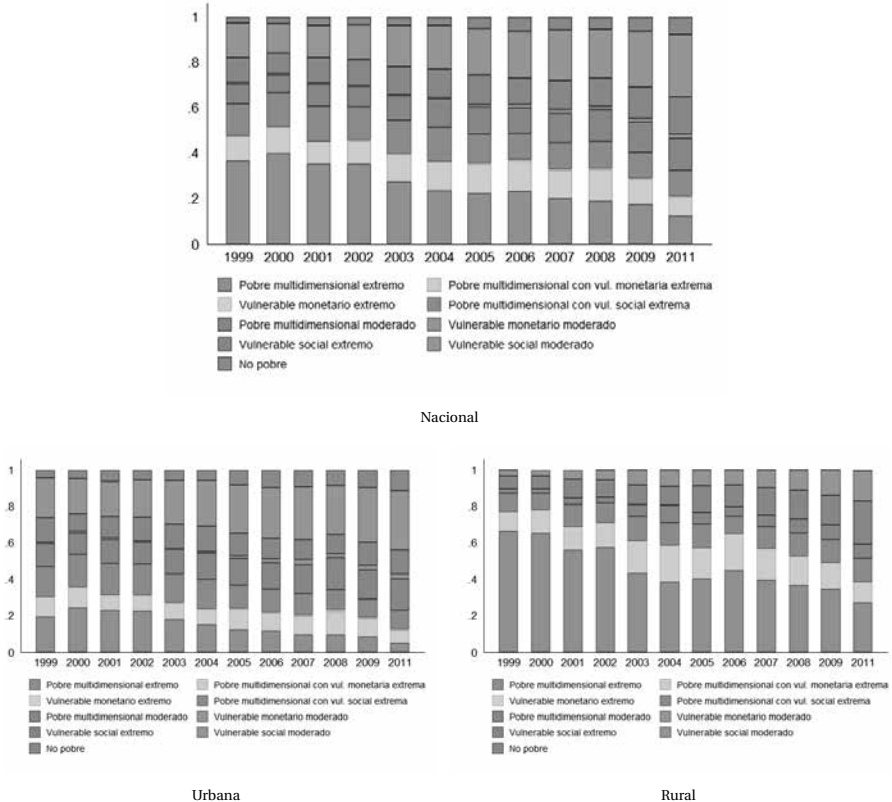 1
.8
.6
.4
.2
0
1999 2000 2001 2002 2003 2004 2005 2006 2007 2008 2009 2011
Pobre multidimensional extremo Pobre multidimensional con vul. monetaria extrema
Vulnerable monetario extremo Pobre multidimensional con vul. social extrema
Pobre multidimensional moderado Vulnerable monetario moderado
Vulnerable social extremo Vulnerable social moderado
No pobre
Nacional
1
.8
.6
.4
.2
0
1999 2000 2001 2002 2003 2004 2005 2006 2007 2008 2009 2011
Pobre multidimensional extremo Pobre multidimensional con vul. monetaria extrema
Vulnerable monetario extremo Pobre multidimensional con vul. social extrema
Pobre multidimensional moderado Vulnerable monetario moderado
Vulnerable social extremo Vulnerable social moderado
No pobre
Urbana
1
.8
.6
.4
.2
0
1999 2000 2001 2002 2003 2004 2005 2006 2007 2008 2009 2011
Pobre multidimensional extremo Pobre multidimensional con vul. monetaria extrema
Vulnerable monetario extremo Pobre multidimensional con vul. social extrema
Pobre multidimensional moderado Vulnerable monetario moderado
Vulnerable social extremo Vulnerable social moderado
No pobre
Rural